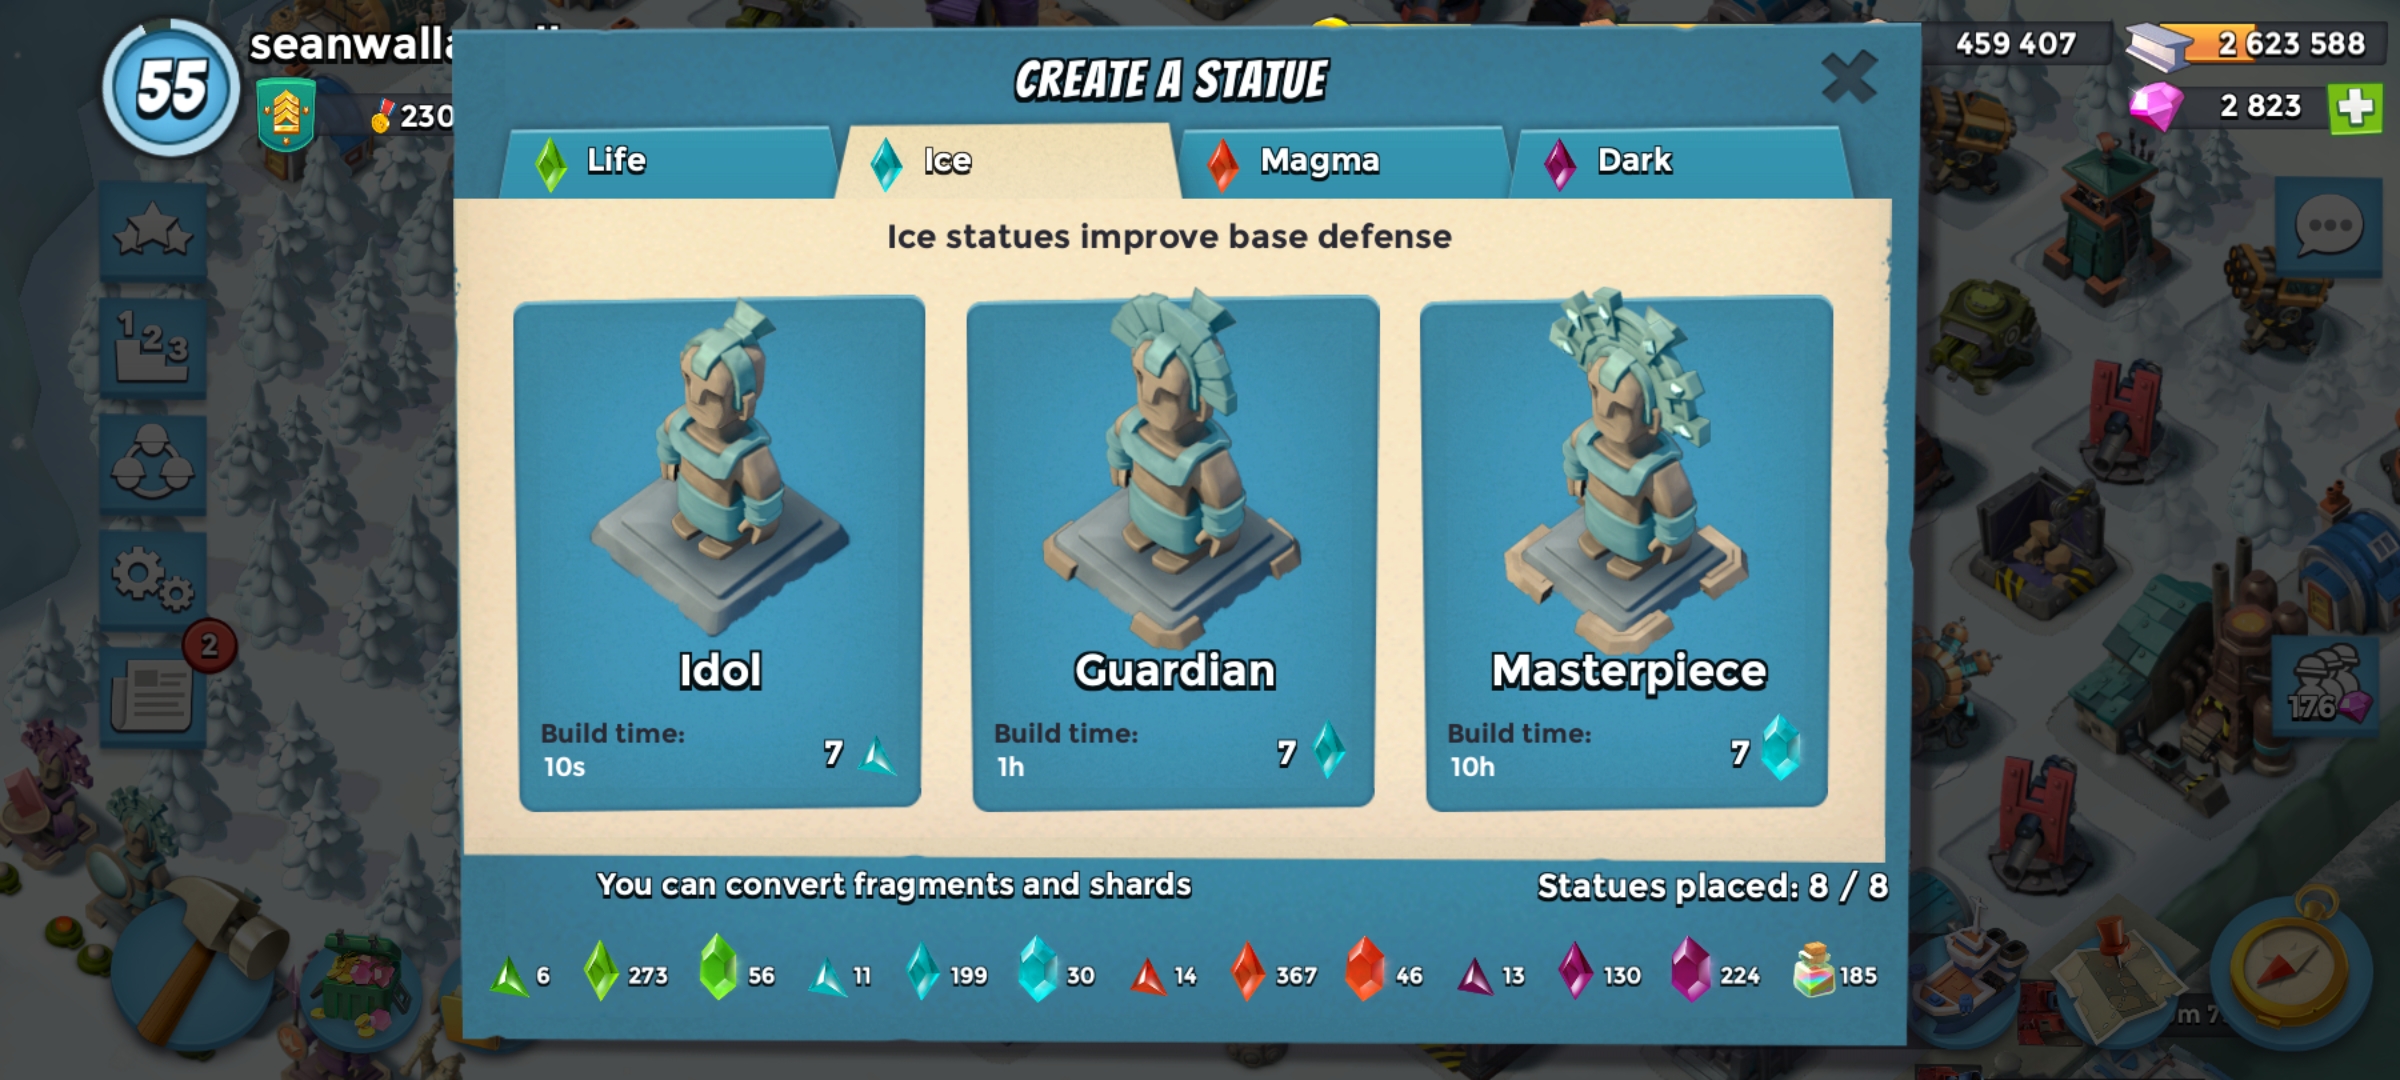 55
seanwall
230
459 407
2 623 588
2 823
CREATE A STATUE
Life
Ice
Magma
Dark
Ice statues improve base defense
1 2 3
2
Idol
Build time:
10s
7
Guardian
Build time:
1h
7
Masterpiece
Build time:
10h
7
176
You can convert fragments and shards
Statues placed: 8 / 8
6 273 56 11 199 30 14 367 46 13 130 224 185